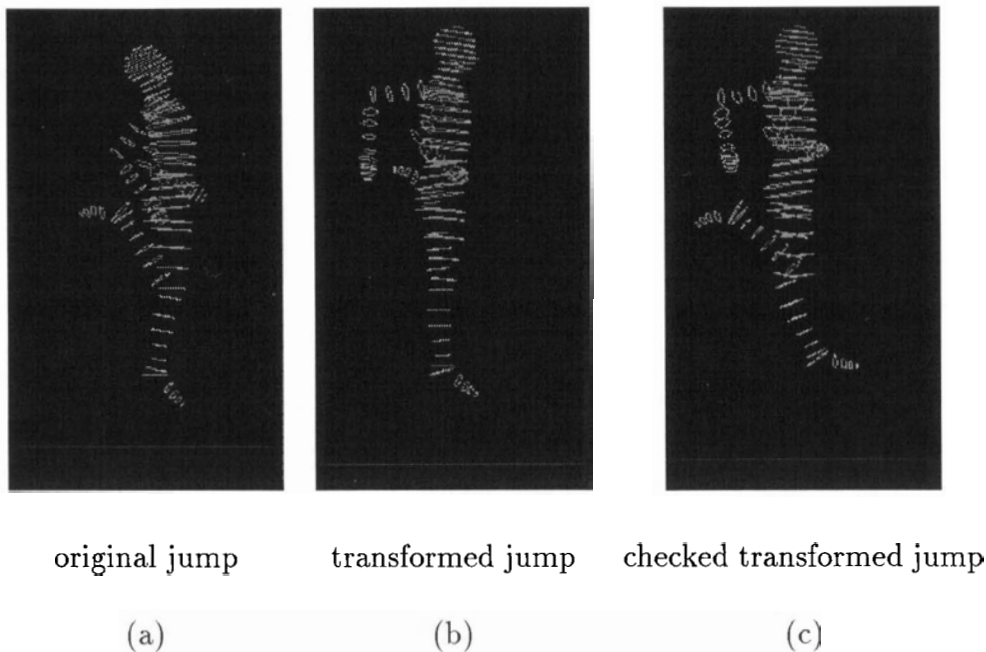 original jump
transformed jump
checked transformed jump
(a)
(b)
(c)